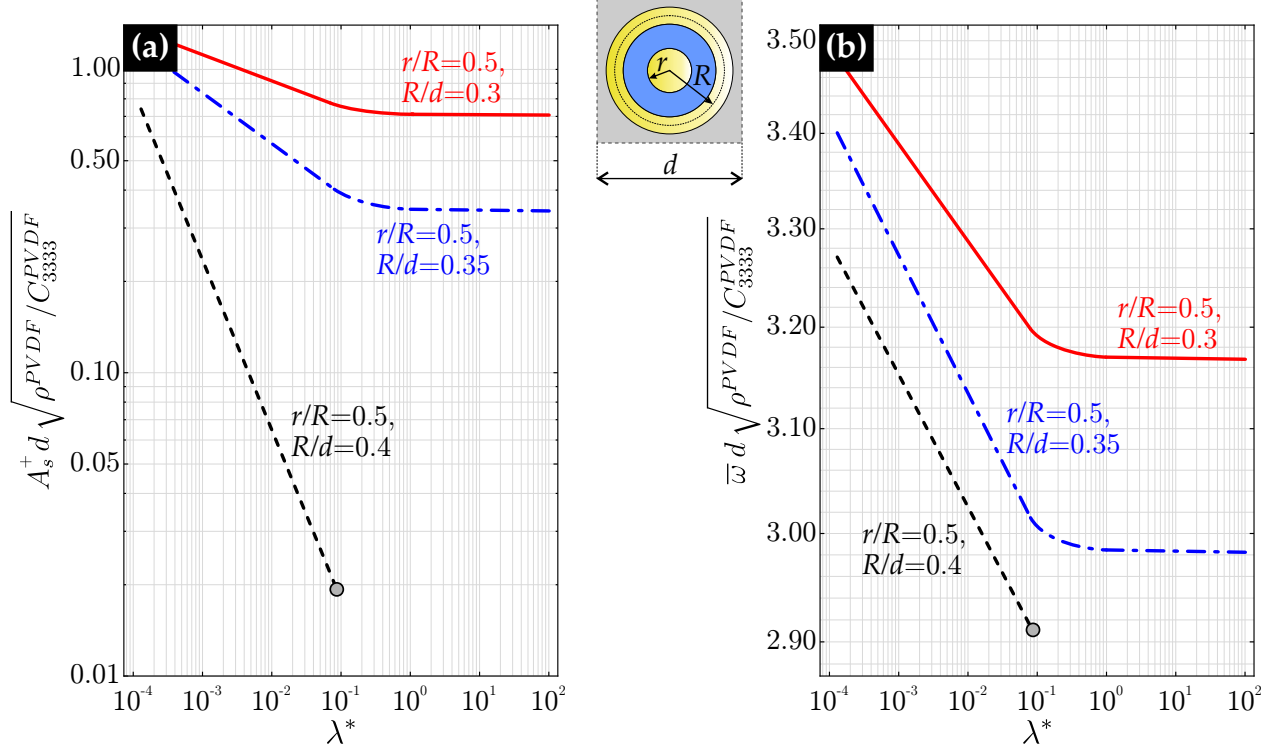 (a)
1.00
0.50
0.10
0.05
0.01
A_s^+ d √(ρ^{PVDF}/C_{3333}^{PVDF})
r/R=0.5,
R/d=0.3
r/R=0.5,
R/d=0.35
r/R=0.5,
R/d=0.4
10^{-4} 10^{-3} 10^{-2} 10^{-1} 10^0 10^1 10^2
λ*
r
R
d
(b)
3.50
3.40
3.30
3.20
3.10
3.00
2.90
ω̅ d √(ρ^{PVDF}/C_{3333}^{PVDF})
r/R=0.5,
R/d=0.3
r/R=0.5,
R/d=0.35
r/R=0.5,
R/d=0.4
10^{-4} 10^{-3} 10^{-2} 10^{-1} 10^0 10^1 10^2
λ*